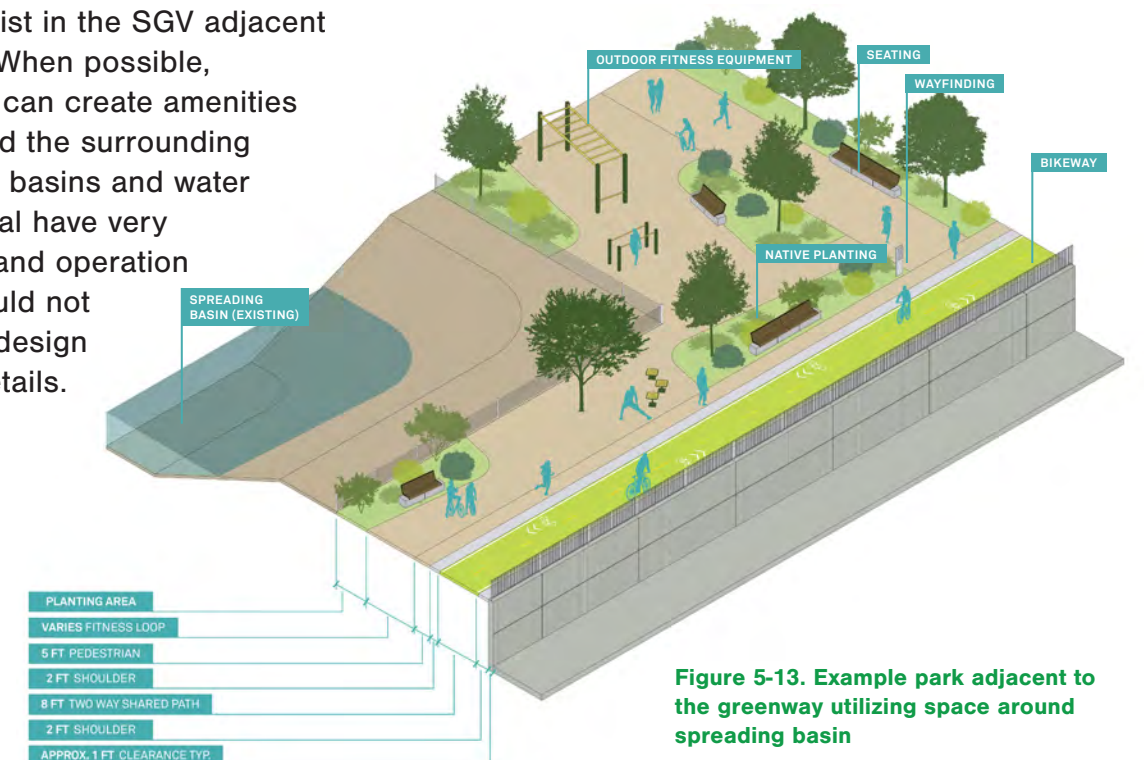 ist in the SGV adjacent
When possible,
can create amenities
d the surrounding
basins and water
al have very
and operation
uld not
design
etails.
OUTDOOR FITNESS EQUIPMENT
SEATING
WAYFINDING
BIKEWAY
NATIVE PLANTING
SPREADING
BASIN (EXISTING)
PLANTING AREA
VARIES FITNESS LOOP
5 FT PEDESTRIAN
2 FT SHOULDER
8 FT TWO WAY SHARED PATH
2 FT SHOULDER
APPROX. 1 FT CLEARANCE TYP.
Figure 5-13. Example park adjacent to
the greenway utilizing space around
spreading basin